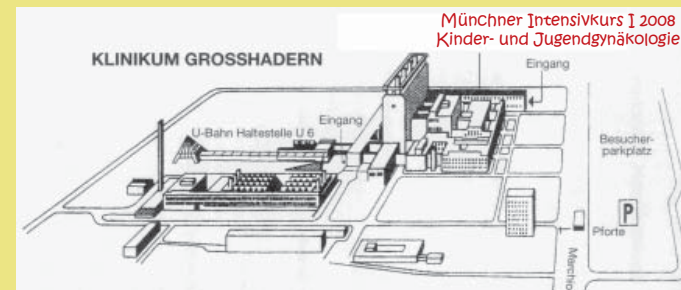 Münchner Intensivkurs I 2008
Kinder- und Jugendgynäkologie
KLINIKUM GROSSHADERN
Eingang
Eingang
U-Bahn Haltestelle U 6
Besucher-
parkplatz
P
Pforte
Marchio